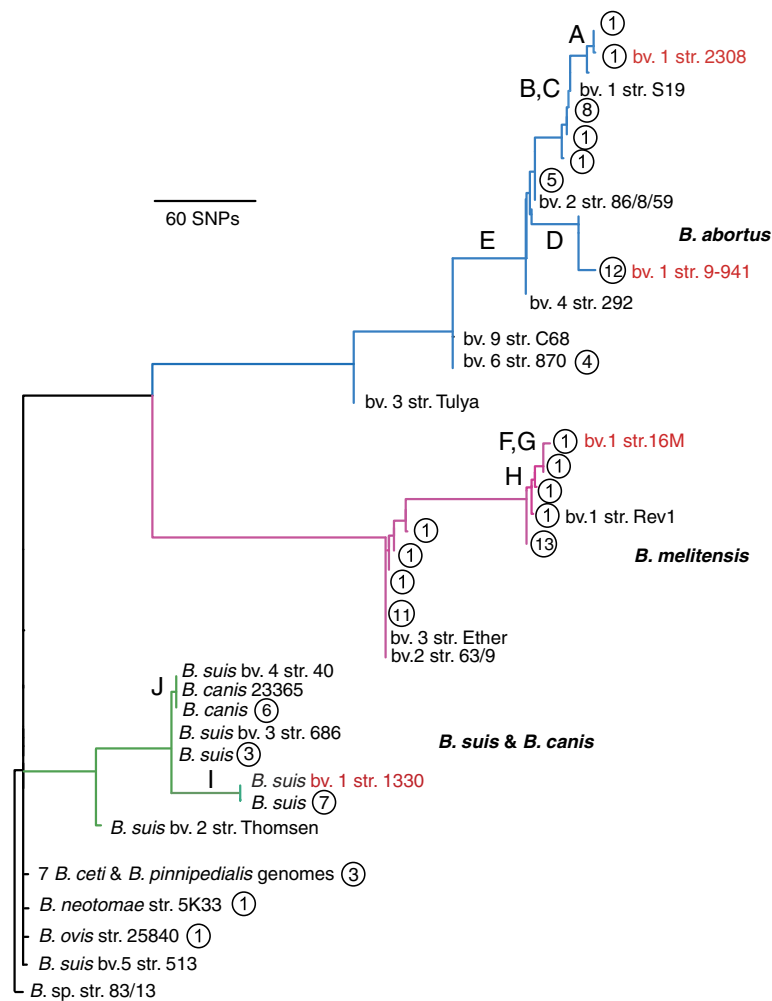 1
A
1 bv. 1 str. 2308
bv. 1 str. S19
B,C
8
1
1
5
bv. 2 str. 86/8/59
60 SNPs
B. abortus
E
D
12 bv. 1 str. 9-941
bv. 4 str. 292
bv. 9 str. C68
bv. 6 str. 870 4
bv. 3 str. Tulya
F,G
1 bv.1 str.16M
1
H
1
1 bv.1 str. Rev1
13
B. melitensis
1
1
1
11
bv. 3 str. Ether
bv.2 str. 63/9
B. suis bv. 4 str. 40
J
B. canis 23365
B. canis 6
B. suis bv. 3 str. 686
B. suis & B. canis
B. suis 3
I
B. suis bv. 1 str. 1330
B. suis 7
B. suis bv. 2 str. Thomsen
7 B. ceti & B. pinnipedialis genomes 3
B. neotomae str. 5K33 1
B. ovis str. 25840 1
B. suis bv.5 str. 513
B. sp. str. 83/13